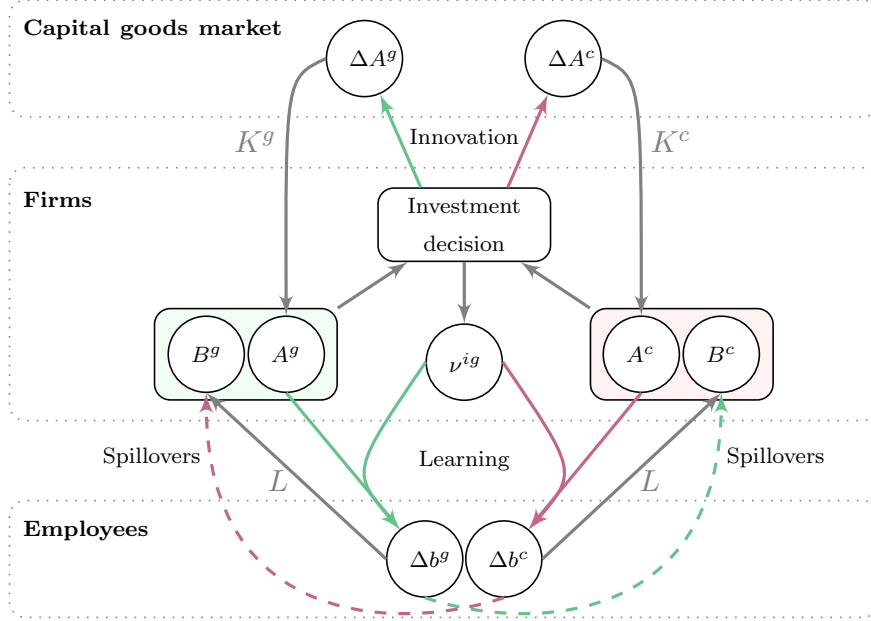 Capital goods market
ΔA^g
ΔA^c
K^g
Innovation
K^c
Firms
Investment
decision
B^g
A^g
ν^{ig}
A^c
B^c
Spillovers
Learning
Spillovers
L
L
Employees
Δb^g
Δb^c